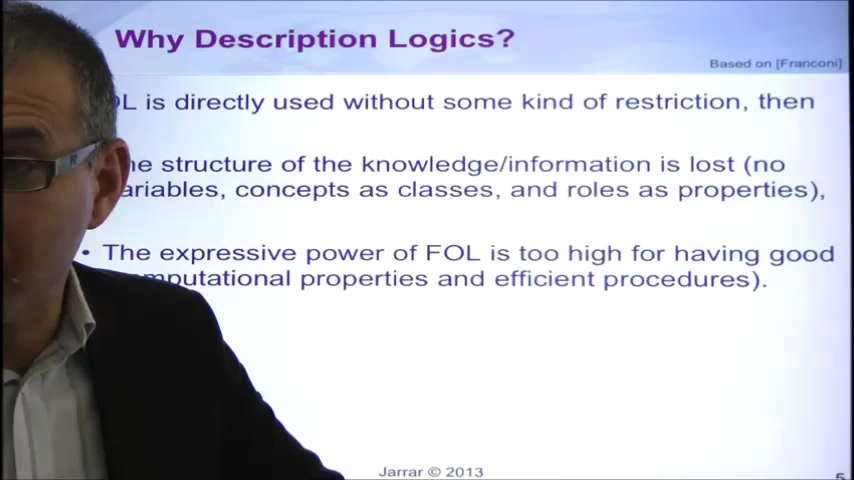 Why Description Logics?
Based on [Franconi]
OL is directly used without some kind of restriction, then
he structure of the knowledge/information is lost (no
ariables, concepts as classes, and roles as properties),
• The expressive power of FOL is too high for having good
mputational properties and efficient procedures).
Jarrar © 2013
5